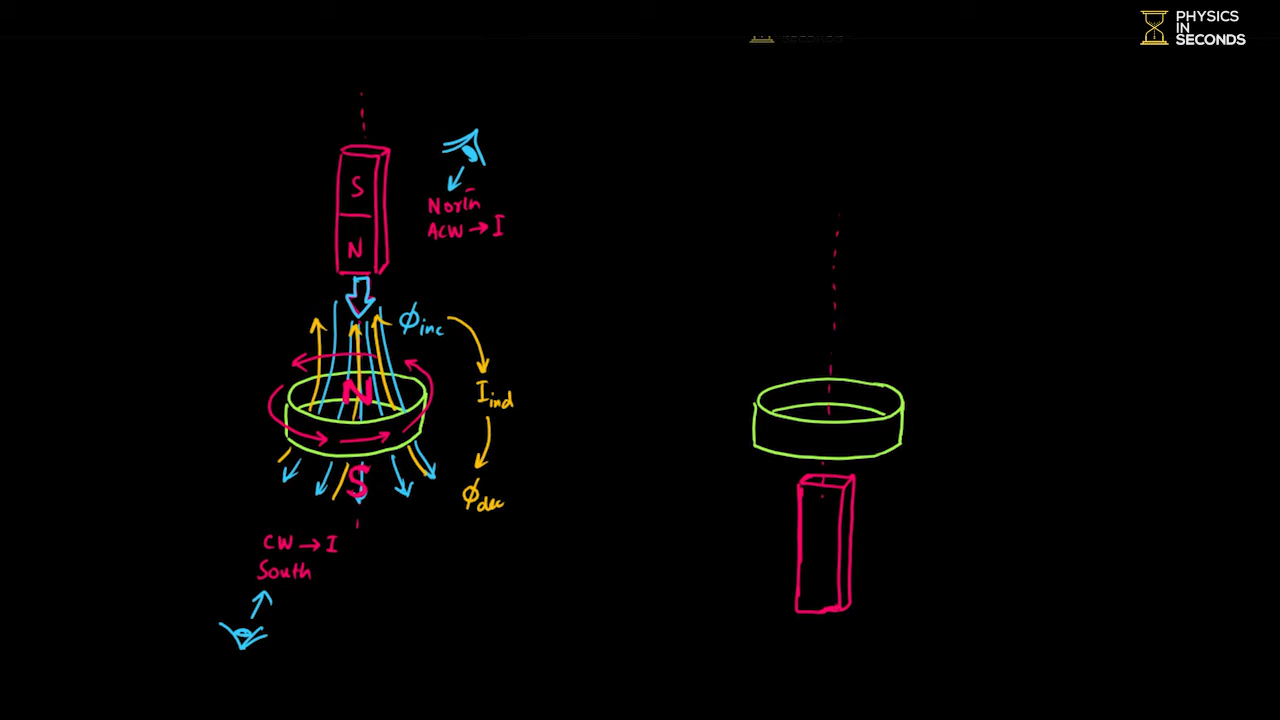 PHYSICS
IN
SECONDS
S
N
North
ACW → I
ϕinc
N
Iind
S
ϕdec
CW → I
South